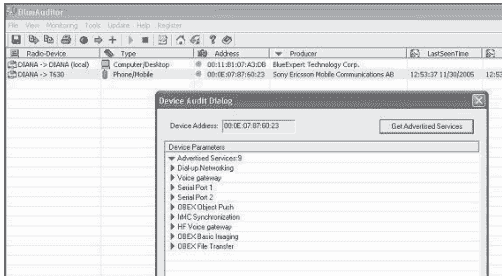 BlueAuditor
File View Monitoring Tools Update Help Register
Radio-Device Type Address Producer LastSeenTime
DIANA -> DIANA (local) Computer/Desktop 00:11:B1:07:A3:DB BlueExpert Technology Corp.
DIANA -> T630 Phone/Mobile 00:0E:07:87:60:23 Sony Ericsson Mobile Communications AB 12:53:37 11/30/2005 12:53
Device Audit Dialog
Device Address: 00:0E:07:87:60:23 Get Advertised Services
Device Parameters
Advertised Services:9
Dial-up Networking
Voice gateway
Serial Port 1
Serial Port 2
OBEX Object Push
IrMC Synchronization
HF Voice gateway
OBEX Basic Imaging
OBEX File Transfer